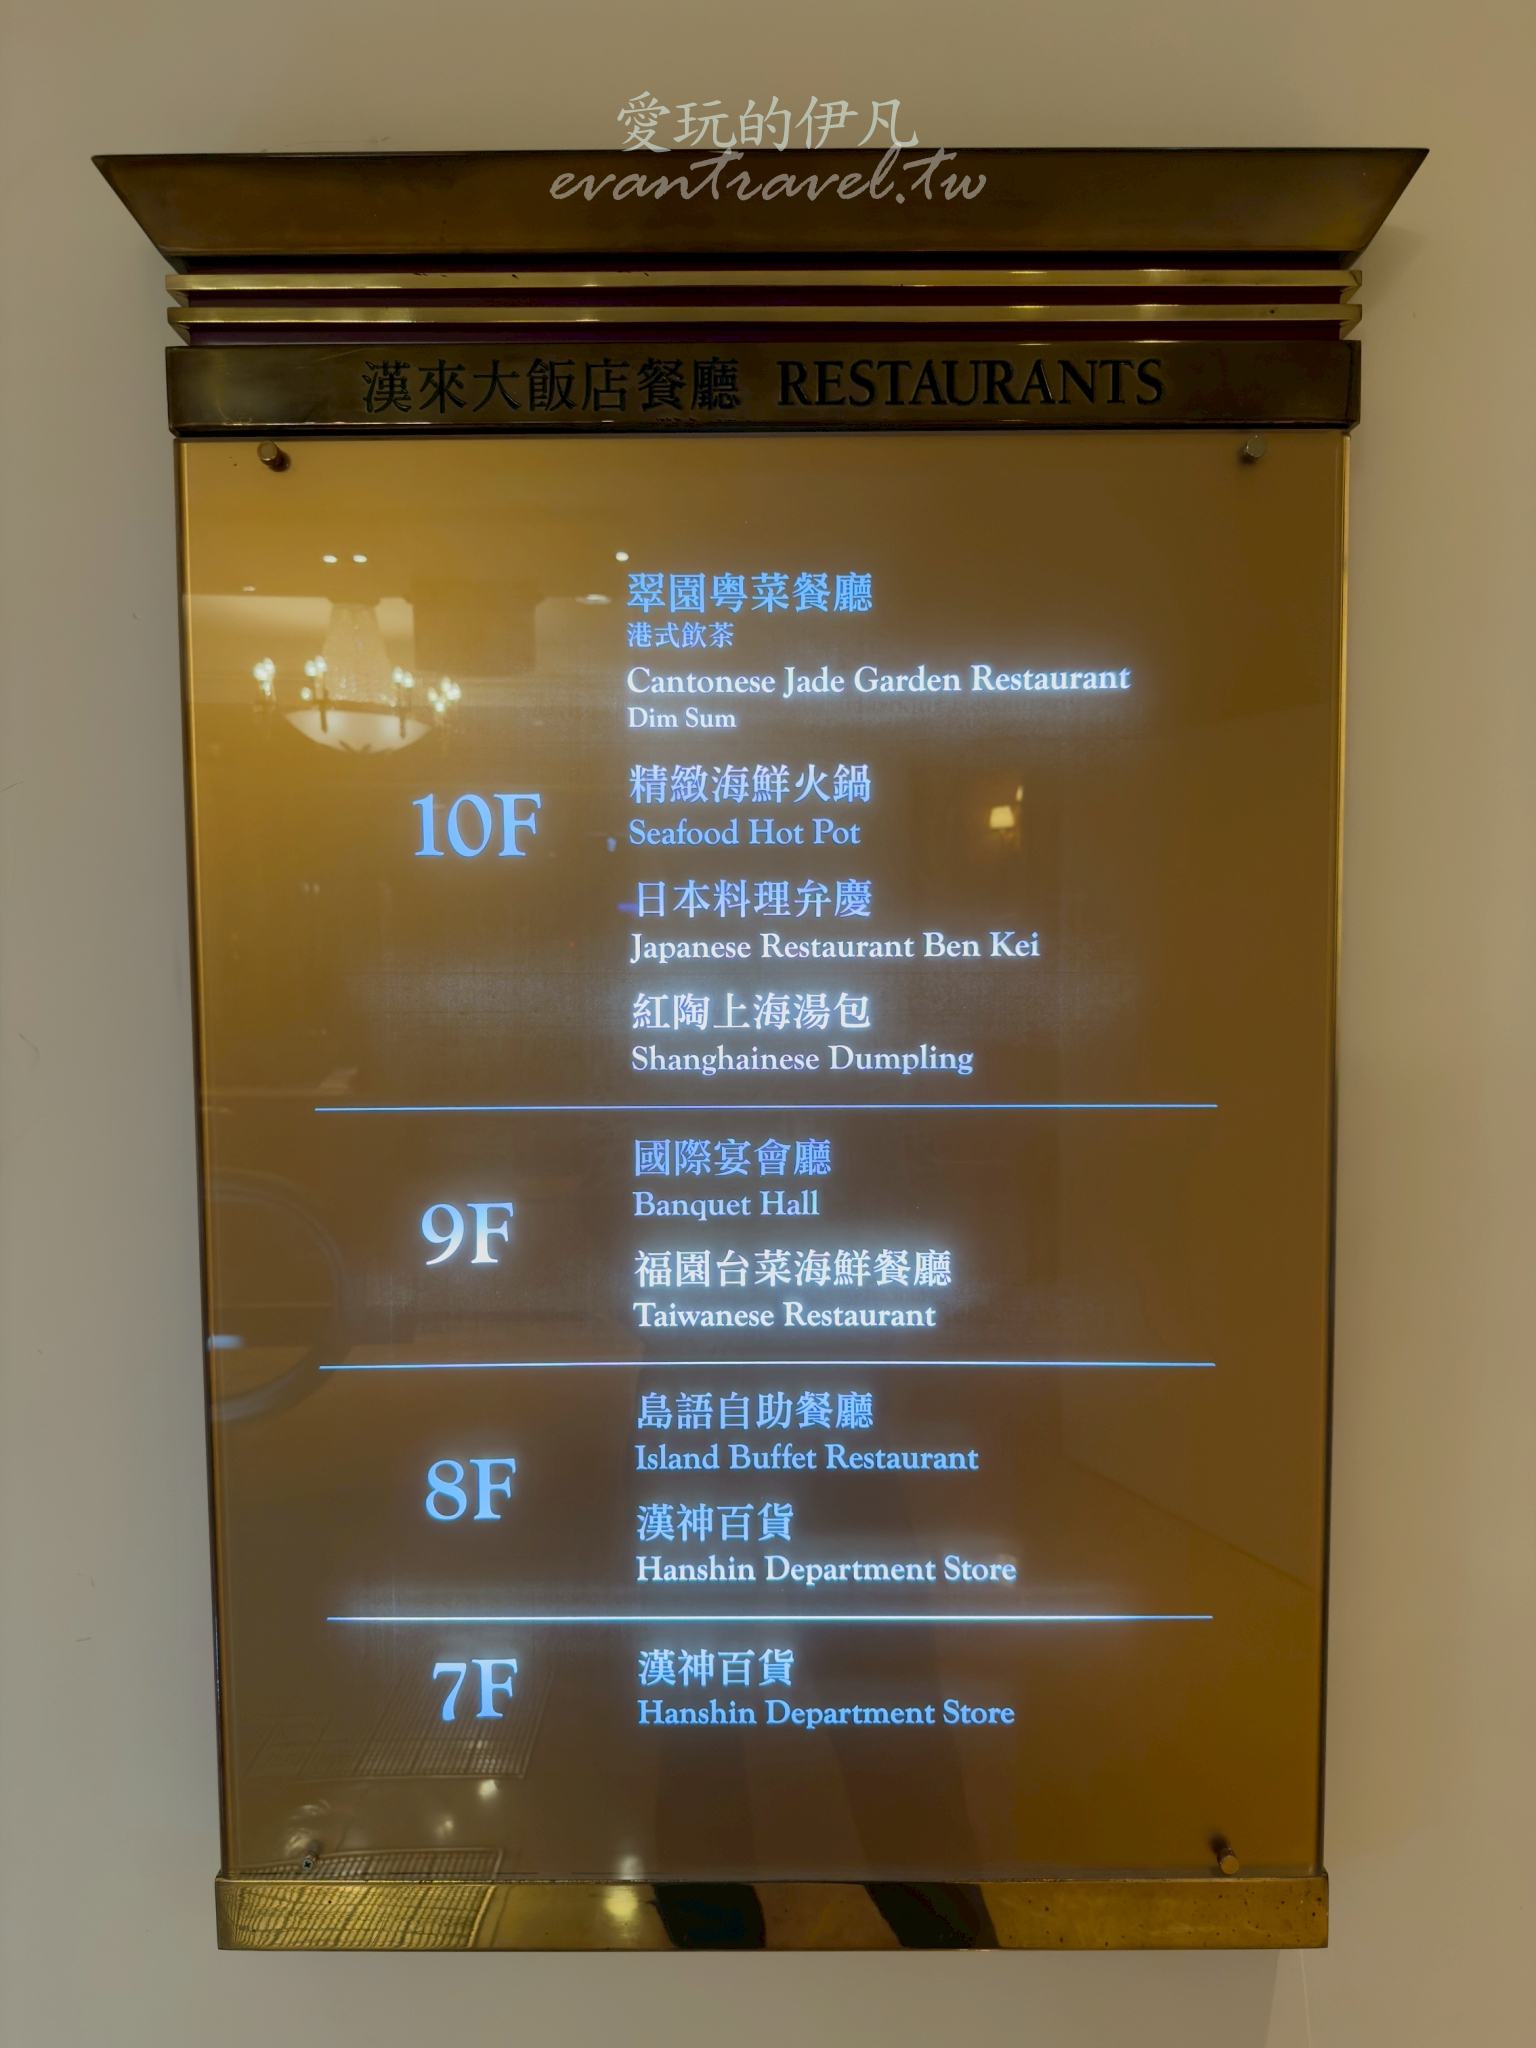 愛玩的伊凡
evantravel.tw
漢來大飯店餐廳 RESTAURANTS
10F
翠園粤菜餐廳
港式飲茶
Cantonese Jade Garden Restaurant
Dim Sum
精緻海鮮火鍋
Seafood Hot Pot
日本料理弁慶
Japanese Restaurant Ben Kei
紅陶上海湯包
Shanghainese Dumpling
9F
國際宴會廳
Banquet Hall
福園台菜海鮮餐廳
Taiwanese Restaurant
8F
島語自助餐廳
Island Buffet Restaurant
漢神百貨
Hanshin Department Store
7F
漢神百貨
Hanshin Department Store